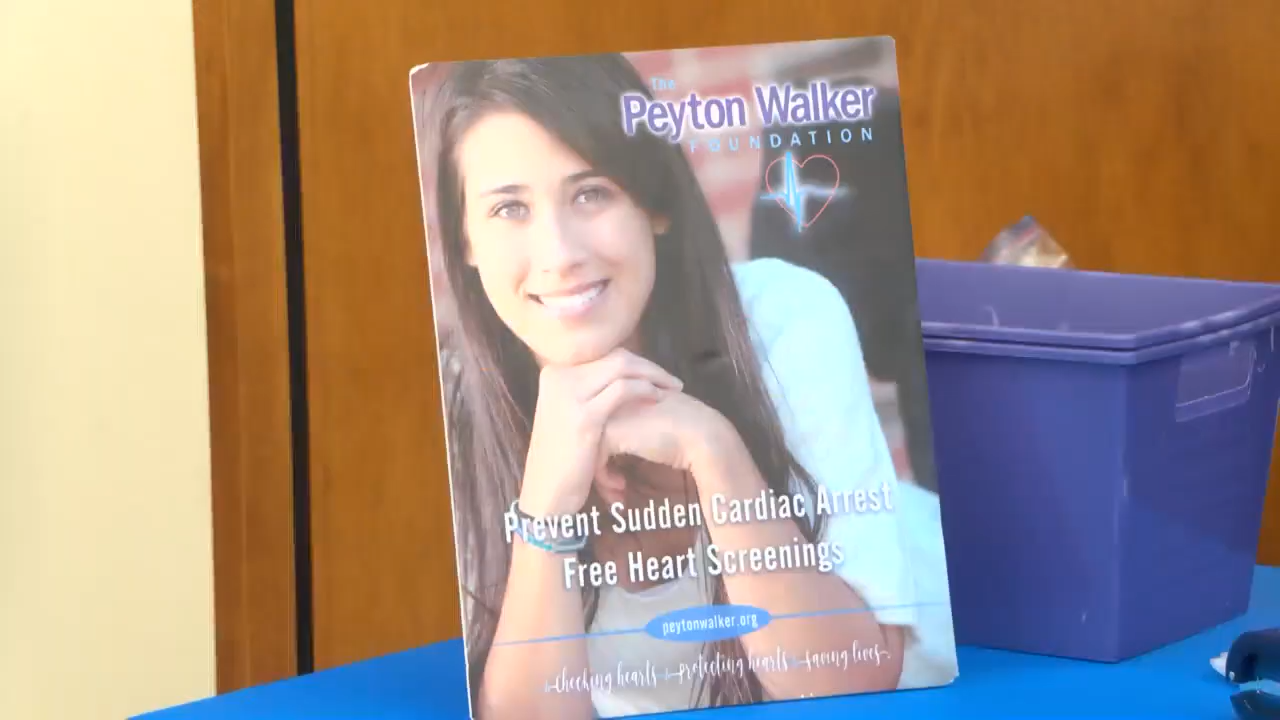 The
Peyton Walker
FOUNDATION
Prevent Sudden Cardiac Arrest
Free Heart Screenings
peytonwalker.org
checking hearts protecting hearts saving lives